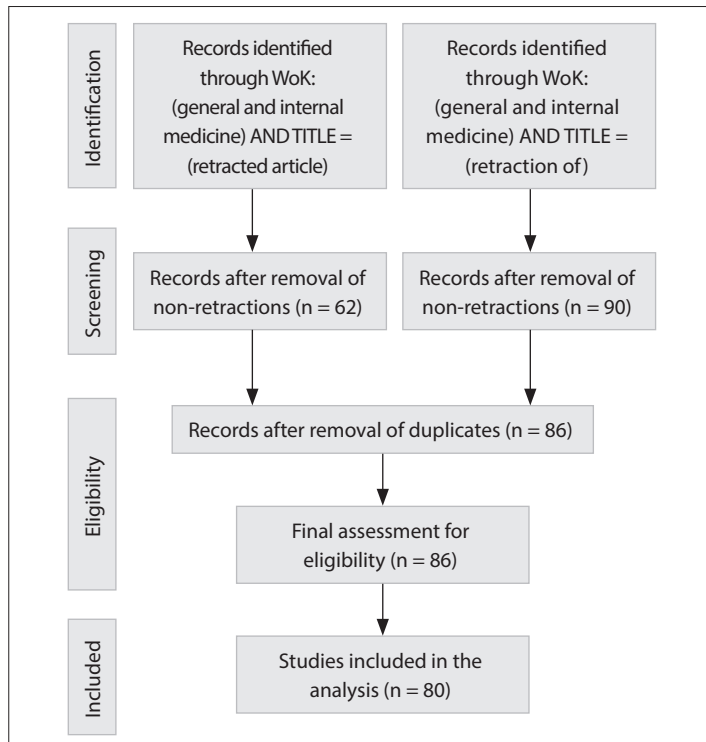 Identification
Records identified
through WoK:
(general and internal
medicine) AND TITLE =
(retracted article)
Records identified
through WoK:
(general and internal
medicine) AND TITLE =
(retraction of)
Screening
Records after removal of
non-retractions (n = 62)
Records after removal of
non-retractions (n = 90)
Eligibility
Records after removal of duplicates (n = 86)
Final assessment for
eligibility (n = 86)
Included
Studies included in the
analysis (n = 80)